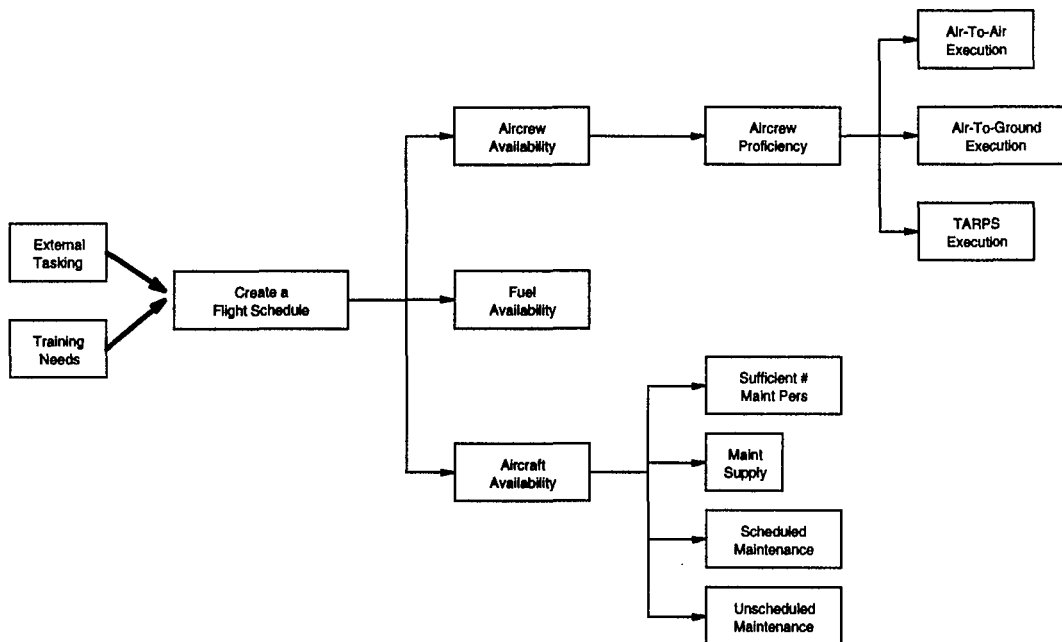 External
Tasking
Training
Needs
Create a
Flight Schedule
Aircrew
Availability
Fuel
Availability
Aircraft
Availability
Aircrew
Proficiency
Air-To-Air
Execution
Air-To-Ground
Execution
TARPS
Execution
Sufficient #
Maint Pers
Maint
Supply
Scheduled
Maintenance
Unscheduled
Maintenance